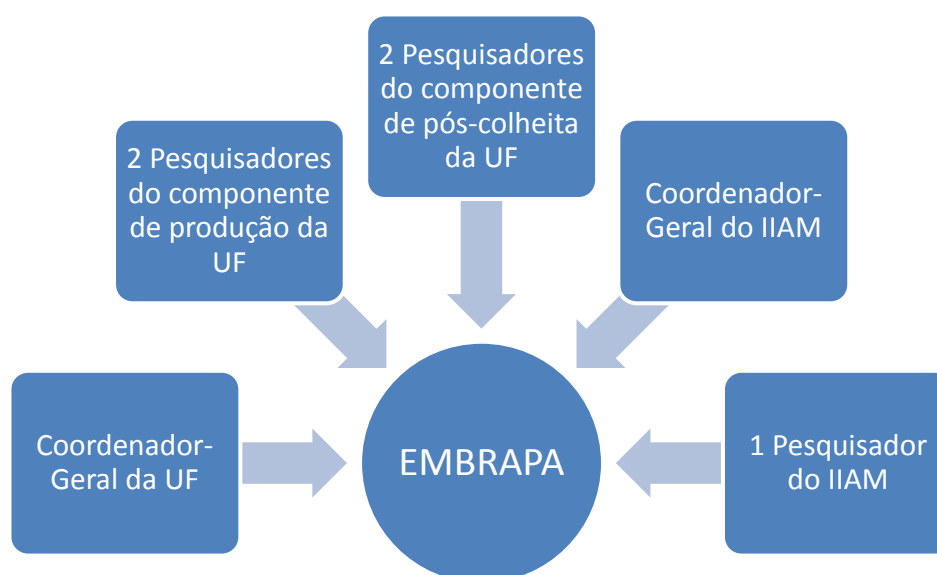 2 Pesquisadores
do componente
de pós-colheita
da UF
2 Pesquisadores
do componente
de produção da
UF
Coordenador-
Geral do IIAM
Coordenador-
Geral da UF
EMBRAPA
1 Pesquisador
do IIAM